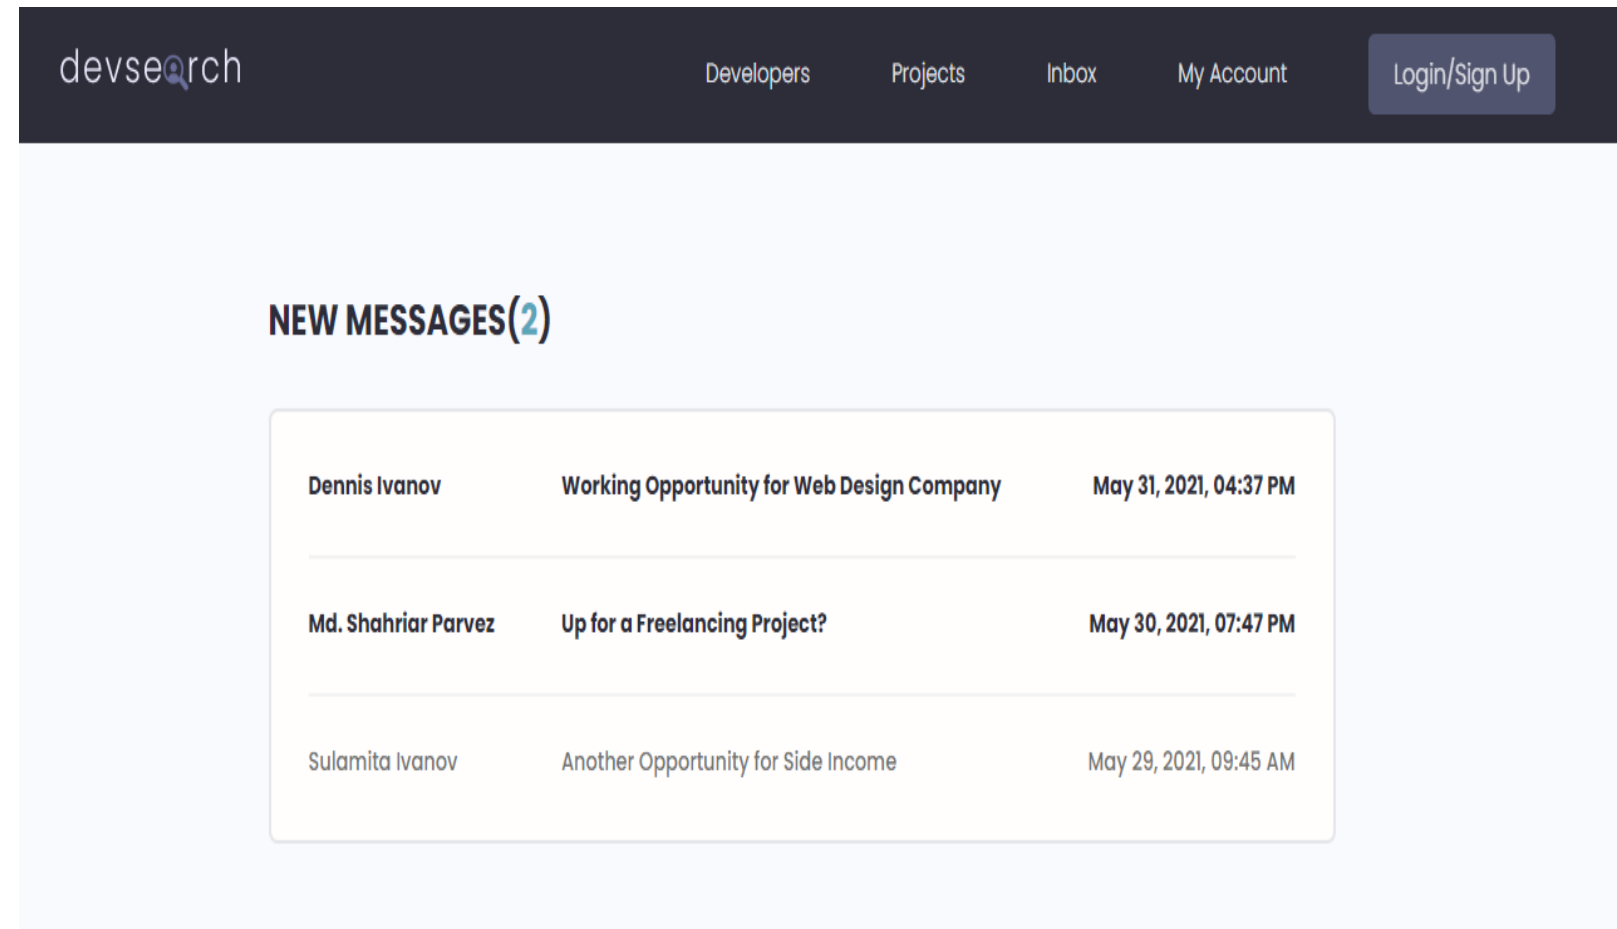 devsearch Developers Projects Inbox My Account Login/Sign Up
NEW MESSAGES(2)
Dennis Ivanov Working Opportunity for Web Design Company May 31, 2021, 04:37 PM
Md. Shahriar Parvez Up for a Freelancing Project? May 30, 2021, 07:47 PM
Sulamita Ivanov Another Opportunity for Side Income May 29, 2021, 09:45 AM